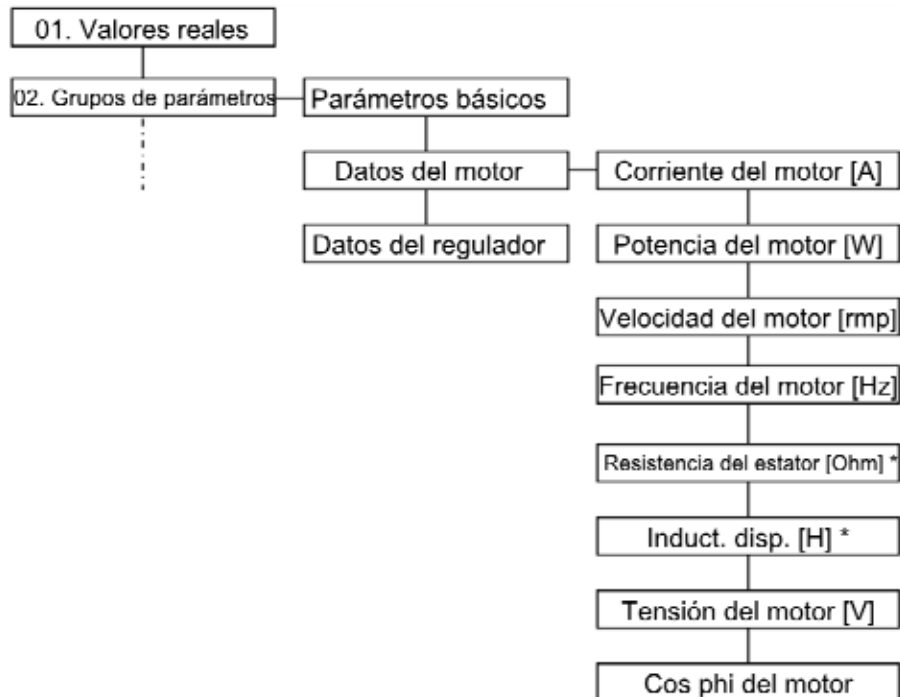 01. Valores reales
02. Grupos de parámetros
Parámetros básicos
Datos del motor
Corriente del motor [A]
Datos del regulador
Potencia del motor [W]
Velocidad del motor [rmp]
Frecuencia del motor [Hz]
Resistencia del estator [Ohm] *
Induct. disp. [H] *
Tensión del motor [V]
Cos phi del motor